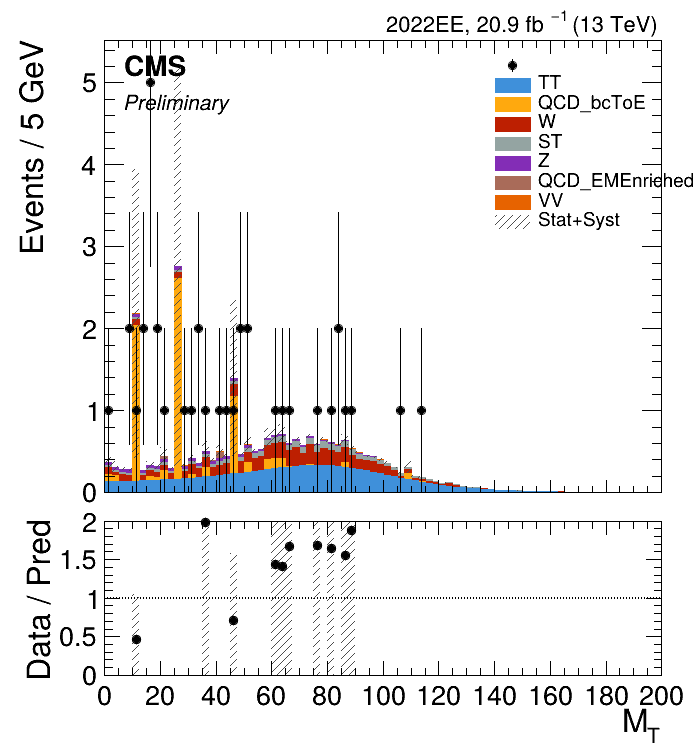 2022EE, 20.9 fb⁻¹ (13 TeV)
Events / 5 GeV
CMS
Preliminary
TT
QCD_bcToE
W
ST
Z
QCD_EMEnriched
VV
Stat+Syst
5
4
3
2
1
0
Data / Pred
2
1.5
1
0.5
0
0 20 40 60 80 100 120 140 160 180 200
M_T